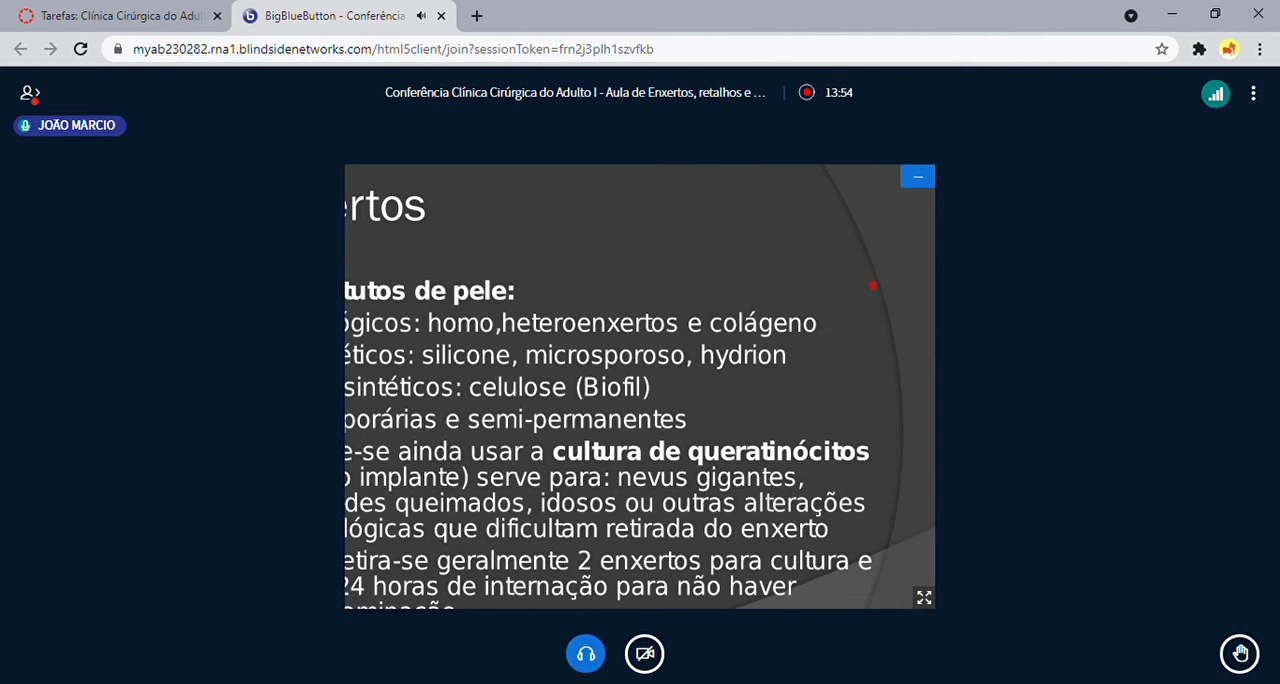 Tarefas: Clínica Cirúrgica do Adul
BigBlueButton - Conferência
myab230282.rna1.blindsidenetworks.com/html5client/join?sessionToken=frn2j3plh1szvfkb
Conferência Clínica Cirúrgica do Adulto I - Aula de Enxertos, retalhos e ...
13:54
JOÃO MARCIO
ertos
tutos de pele:
ógicos: homo,heteroenxertos e colágeno
éticos: silicone, microsporoso, hydrion
sintéticos: celulose (Biofil)
porárias e semi-permanentes
e-se ainda usar a cultura de queratinócitos
o implante) serve para: nevus gigantes,
des queimados, idosos ou outras alterações
lógicas que dificultam retirada do enxerto
etira-se geralmente 2 enxertos para cultura e
24 horas de internação para não haver